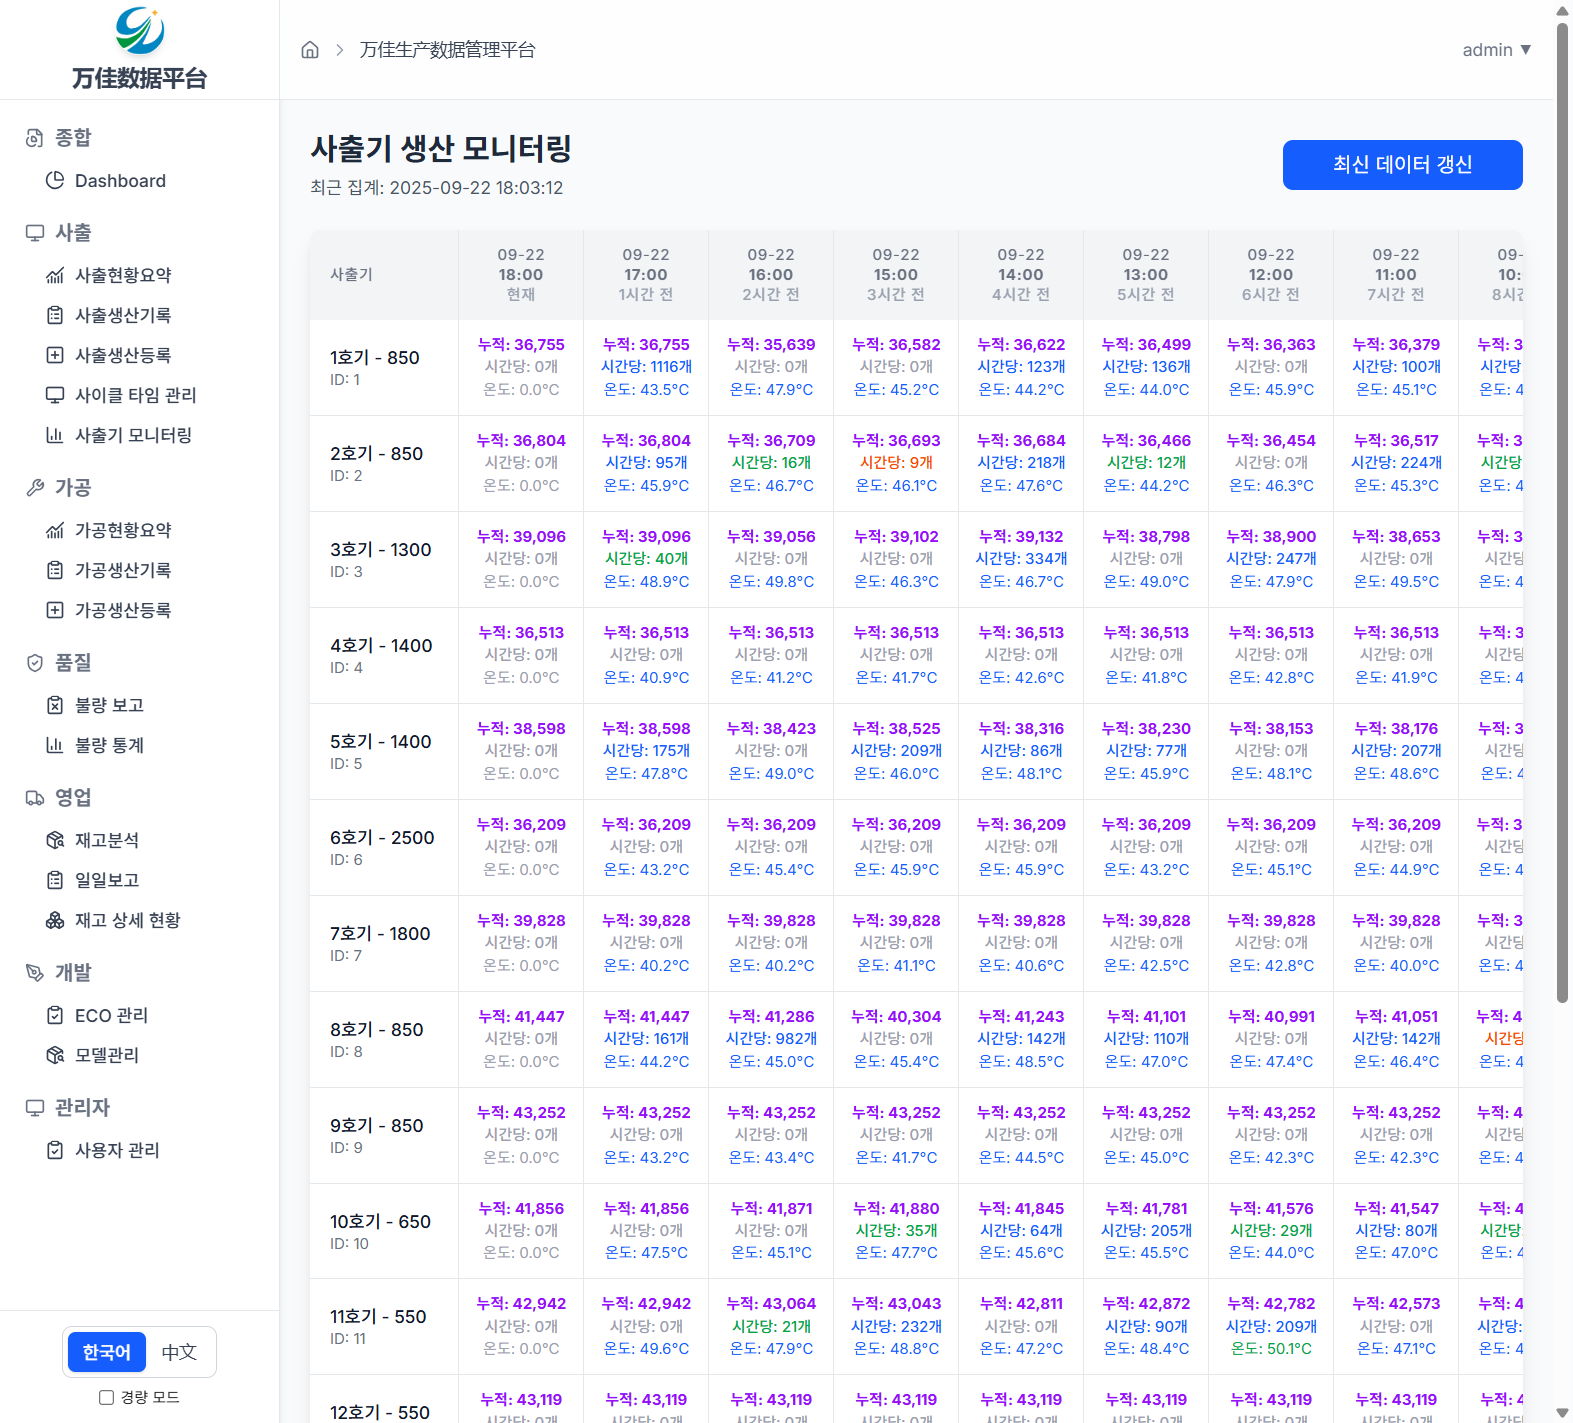 万佳数据平台
万佳生产数据管理平台
admin ▼
종합
Dashboard
사출
사출현황요약
사출생산기록
사출생산등록
사이클 타임 관리
사출기 모니터링
가공
가공현황요약
가공생산기록
가공생산등록
품질
불량 보고
불량 통계
영업
재고분석
일일보고
재고 상세 현황
개발
ECO 관리
모델관리
관리자
사용자 관리
한국어 中文
경량 모드
사출기 생산 모니터링
최근 집계: 2025-09-22 18:03:12
최신 데이터 갱신
09-22 09-22 09-22 09-22 09-22 09-22 09-22 09-22 09-
사출기 18:00 17:00 16:00 15:00 14:00 13:00 12:00 11:00 10:
현재 1시간 전 2시간 전 3시간 전 4시간 전 5시간 전 6시간 전 7시간 전 8시간
1호기 - 850 누적: 36,755 누적: 36,755 누적: 35,639 누적: 36,582 누적: 36,622 누적: 36,499 누적: 36,363 누적: 36,379 누적: 3
시간당: 0개 시간당: 1116개 시간당: 0개 시간당: 0개 시간당: 123개 시간당: 136개 시간당: 0개 시간당: 100개 시간당
ID: 1 온도: 0.0°C 온도: 43.5°C 온도: 47.9°C 온도: 45.2°C 온도: 44.2°C 온도: 44.0°C 온도: 45.9°C 온도: 45.1°C 온도: 4
2호기 - 850 누적: 36,804 누적: 36,804 누적: 36,709 누적: 36,693 누적: 36,684 누적: 36,466 누적: 36,454 누적: 36,517 누적: 3
시간당: 0개 시간당: 95개 시간당: 16개 시간당: 9개 시간당: 218개 시간당: 12개 시간당: 0개 시간당: 224개 시간당
ID: 2 온도: 0.0°C 온도: 45.9°C 온도: 46.7°C 온도: 46.1°C 온도: 47.6°C 온도: 44.2°C 온도: 46.3°C 온도: 45.3°C 온도: 4
3호기 - 1300 누적: 39,096 누적: 39,096 누적: 39,056 누적: 39,102 누적: 39,132 누적: 38,798 누적: 38,900 누적: 38,653 누적: 3
시간당: 0개 시간당: 40개 시간당: 0개 시간당: 0개 시간당: 334개 시간당: 0개 시간당: 247개 시간당: 0개 시간당
ID: 3 온도: 0.0°C 온도: 48.9°C 온도: 49.8°C 온도: 46.3°C 온도: 46.7°C 온도: 49.0°C 온도: 47.9°C 온도: 49.5°C 온도: 4
4호기 - 1400 누적: 36,513 누적: 36,513 누적: 36,513 누적: 36,513 누적: 36,513 누적: 36,513 누적: 36,513 누적: 36,513 누적: 3
시간당: 0개 시간당: 0개 시간당: 0개 시간당: 0개 시간당: 0개 시간당: 0개 시간당: 0개 시간당: 0개 시간당
ID: 4 온도: 0.0°C 온도: 40.9°C 온도: 41.2°C 온도: 41.7°C 온도: 42.6°C 온도: 41.8°C 온도: 42.8°C 온도: 41.9°C 온도: 4
5호기 - 1400 누적: 38,598 누적: 38,598 누적: 38,423 누적: 38,525 누적: 38,316 누적: 38,230 누적: 38,153 누적: 38,176 누적: 3
시간당: 0개 시간당: 175개 시간당: 0개 시간당: 209개 시간당: 86개 시간당: 77개 시간당: 0개 시간당: 207개 시간당
ID: 5 온도: 0.0°C 온도: 47.8°C 온도: 49.0°C 온도: 46.0°C 온도: 48.1°C 온도: 45.9°C 온도: 48.1°C 온도: 48.6°C 온도: 4
6호기 - 2500 누적: 36,209 누적: 36,209 누적: 36,209 누적: 36,209 누적: 36,209 누적: 36,209 누적: 36,209 누적: 36,209 누적: 3
시간당: 0개 시간당: 0개 시간당: 0개 시간당: 0개 시간당: 0개 시간당: 0개 시간당: 0개 시간당: 0개 시간당
ID: 6 온도: 0.0°C 온도: 43.2°C 온도: 45.4°C 온도: 45.9°C 온도: 45.9°C 온도: 43.2°C 온도: 45.1°C 온도: 44.9°C 온도: 4
7호기 - 1800 누적: 39,828 누적: 39,828 누적: 39,828 누적: 39,828 누적: 39,828 누적: 39,828 누적: 39,828 누적: 39,828 누적: 3
시간당: 0개 시간당: 0개 시간당: 0개 시간당: 0개 시간당: 0개 시간당: 0개 시간당: 0개 시간당: 0개 시간당
ID: 7 온도: 0.0°C 온도: 40.2°C 온도: 40.2°C 온도: 41.1°C 온도: 40.6°C 온도: 42.5°C 온도: 42.8°C 온도: 40.0°C 온도: 4
8호기 - 850 누적: 41,447 누적: 41,447 누적: 41,286 누적: 40,304 누적: 41,243 누적: 41,101 누적: 40,991 누적: 41,051 누적: 4
시간당: 0개 시간당: 161개 시간당: 982개 시간당: 0개 시간당: 142개 시간당: 110개 시간당: 0개 시간당: 142개 시간당
ID: 8 온도: 0.0°C 온도: 44.2°C 온도: 45.0°C 온도: 45.4°C 온도: 48.5°C 온도: 47.0°C 온도: 47.4°C 온도: 46.4°C 온도: 4
9호기 - 850 누적: 43,252 누적: 43,252 누적: 43,252 누적: 43,252 누적: 43,252 누적: 43,252 누적: 43,252 누적: 43,252 누적: 4
시간당: 0개 시간당: 0개 시간당: 0개 시간당: 0개 시간당: 0개 시간당: 0개 시간당: 0개 시간당: 0개 시간당
ID: 9 온도: 0.0°C 온도: 43.2°C 온도: 43.4°C 온도: 41.7°C 온도: 44.5°C 온도: 45.0°C 온도: 42.3°C 온도: 42.3°C 온도: 4
10호기 - 650 누적: 41,856 누적: 41,856 누적: 41,871 누적: 41,880 누적: 41,845 누적: 41,781 누적: 41,576 누적: 41,547 누적: 4
시간당: 0개 시간당: 0개 시간당: 0개 시간당: 35개 시간당: 64개 시간당: 205개 시간당: 29개 시간당: 80개 시간당:
ID: 10 온도: 0.0°C 온도: 47.5°C 온도: 45.1°C 온도: 47.7°C 온도: 45.6°C 온도: 45.5°C 온도: 44.0°C 온도: 47.0°C 온도: 4
11호기 - 550 누적: 42,942 누적: 42,942 누적: 43,064 누적: 43,043 누적: 42,811 누적: 42,872 누적: 42,782 누적: 42,573 누적: 4
시간당: 0개 시간당: 0개 시간당: 21개 시간당: 232개 시간당: 0개 시간당: 90개 시간당: 209개 시간당: 0개 시간당:
ID: 11 온도: 0.0°C 온도: 49.6°C 온도: 47.9°C 온도: 48.8°C 온도: 47.2°C 온도: 48.4°C 온도: 50.1°C 온도: 47.1°C 온도: 4
12호기 - 550 누적: 43,119 누적: 43,119 누적: 43,119 누적: 43,119 누적: 43,119 누적: 43,119 누적: 43,119 누적: 43,119 누적: 4
시간당: 0개 시간당: 0개 시간당: 0개 시간당: 0개 시간당: 0개 시간당: 0개 시간당: 0개 시간당: 0개 시간당